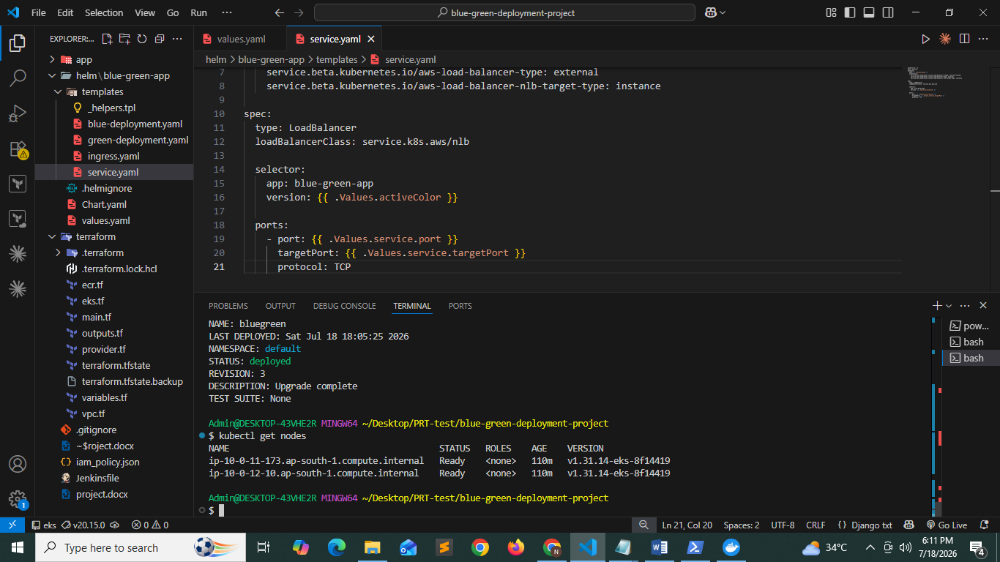 File Edit Selection View Go Run ··· blue-green-deployment-project
EXPLORER:...
app
helm\blue-green-app
templates
_helpers.tpl
blue-deployment.yaml
green-deployment.yaml
ingress.yaml
service.yaml
.helmignore
Chart.yaml
values.yaml
terraform
.terraform
.terraform.lock.hcl
ecr.tf
eks.tf
main.tf
outputs.tf
provider.tf
terraform.tfstate
terraform.tfstate.backup
variables.tf
vpc.tf
.gitignore
~$roject.docx
iam_policy.json
Jenkinsfile
project.docx
values.yaml service.yaml
helm > blue-green-app > templates > service.yaml
7 service.beta.kubernetes.io/aws-load-balancer-type: external
8 service.beta.kubernetes.io/aws-load-balancer-nlb-target-type: instance
9
10 spec:
11 type: LoadBalancer
12 loadBalancerClass: service.k8s.aws/nlb
13
14 selector:
15 app: blue-green-app
16 version: {{ .Values.activeColor }}
17
18 ports:
19 - port: {{ .Values.service.port }}
20 targetPort: {{ .Values.service.targetPort }}
21 protocol: TCP
PROBLEMS OUTPUT DEBUG CONSOLE TERMINAL PORTS
NAME: bluegreen
LAST DEPLOYED: Sat Jul 18 18:05:25 2026
NAMESPACE: default
STATUS: deployed
REVISION: 3
DESCRIPTION: Upgrade complete
TEST SUITE: None
Admin@DESKTOP-43VHE2R MINGW64 ~/Desktop/PRT-test/blue-green-deployment-project
$ kubectl get nodes
NAME STATUS ROLES AGE VERSION
ip-10-0-11-173.ap-south-1.compute.internal Ready <none> 110m v1.31.14-eks-8f14419
ip-10-0-12-10.ap-south-1.compute.internal Ready <none> 110m v1.31.14-eks-8f14419
Admin@DESKTOP-43VHE2R MINGW64 ~/Desktop/PRT-test/blue-green-deployment-project
$
pow...
bash
bash
1
eks v20.15.0 0 0 Ln 21, Col 20 Spaces: 2 UTF-8 CRLF {} Django txt Go Live
Type here to search 34°C 6:11 PM
7/18/2026
4